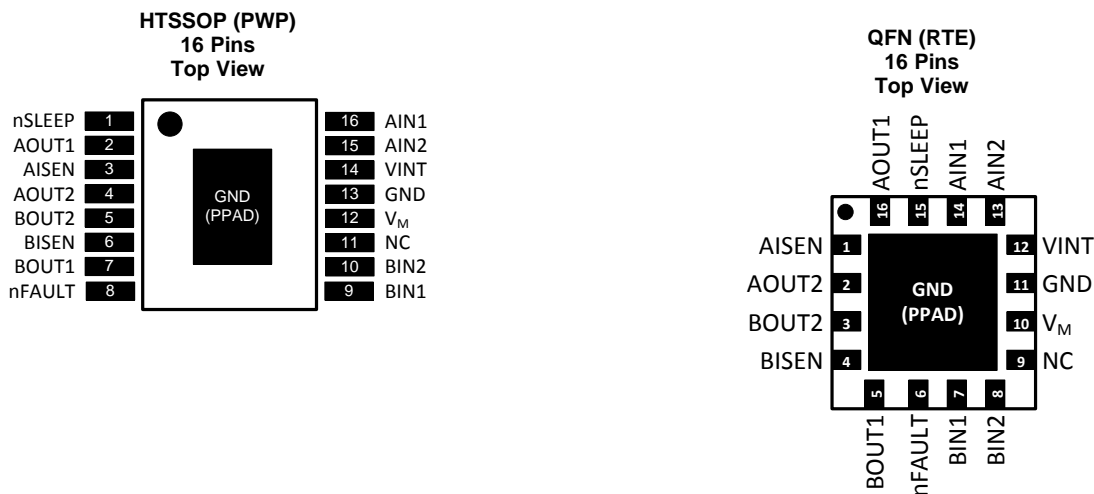 HTSSOP (PWP)
16 Pins
Top View
nSLEEP 1
AOUT1 2
AISEN 3
AOUT2 4
BOUT2 5
BISEN 6
BOUT1 7
nFAULT 8
GND
(PPAD)
16 AIN1
15 AIN2
14 VINT
13 GND
12 VM
11 NC
10 BIN2
9 BIN1
QFN (RTE)
16 Pins
Top View
AOUT1
nSLEEP
AIN1
AIN2
16
15
14
13
AISEN 1
AOUT2 2
BOUT2 3
BISEN 4
GND
(PPAD)
12 VINT
11 GND
10 VM
9 NC
5
6
7
8
BOUT1
nFAULT
BIN1
BIN2